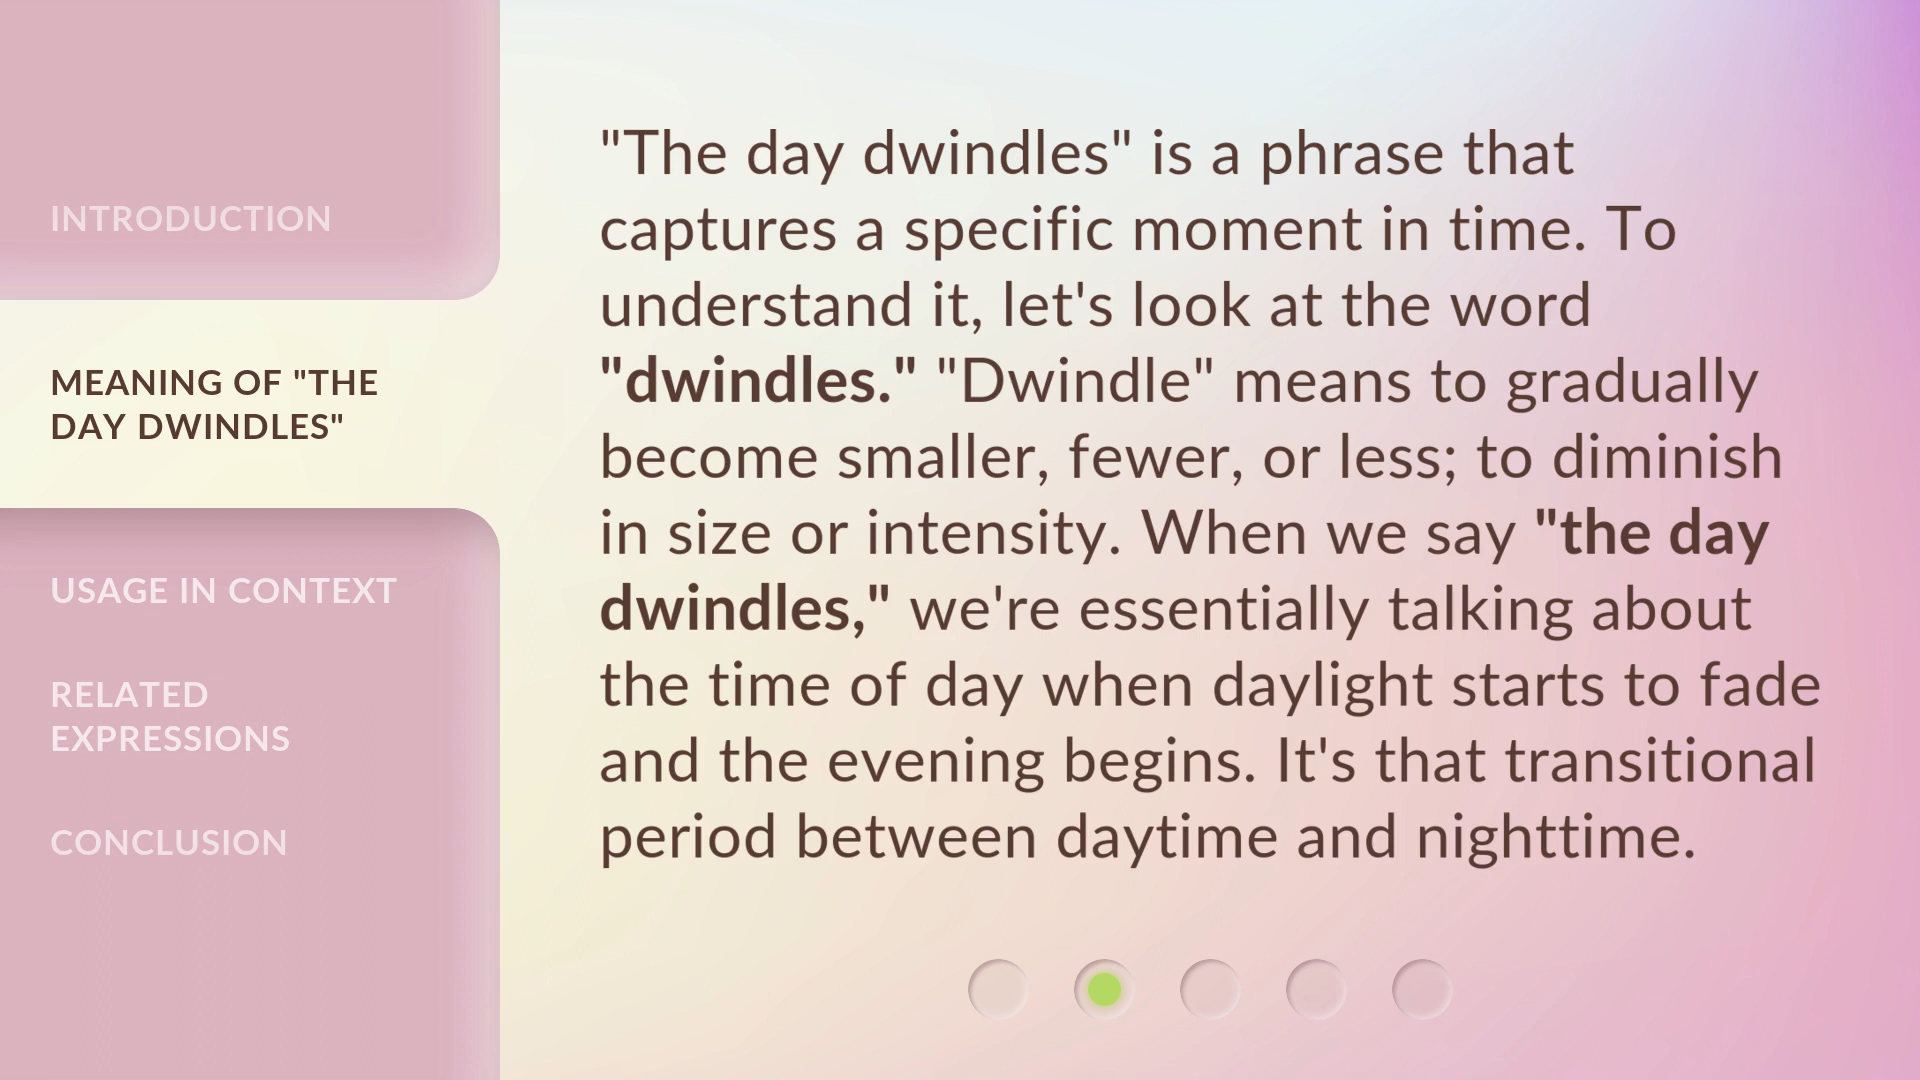 INTRODUCTION
MEANING OF "THE
DAY DWINDLES"
USAGE IN CONTEXT
RELATED
EXPRESSIONS
CONCLUSION
"The day dwindles" is a phrase that
captures a specific moment in time. To
understand it, let's look at the word
"dwindles." "Dwindle" means to gradually
become smaller, fewer, or less; to diminish
in size or intensity. When we say "the day
dwindles," we're essentially talking about
the time of day when daylight starts to fade
and the evening begins. It's that transitional
period between daytime and nighttime.